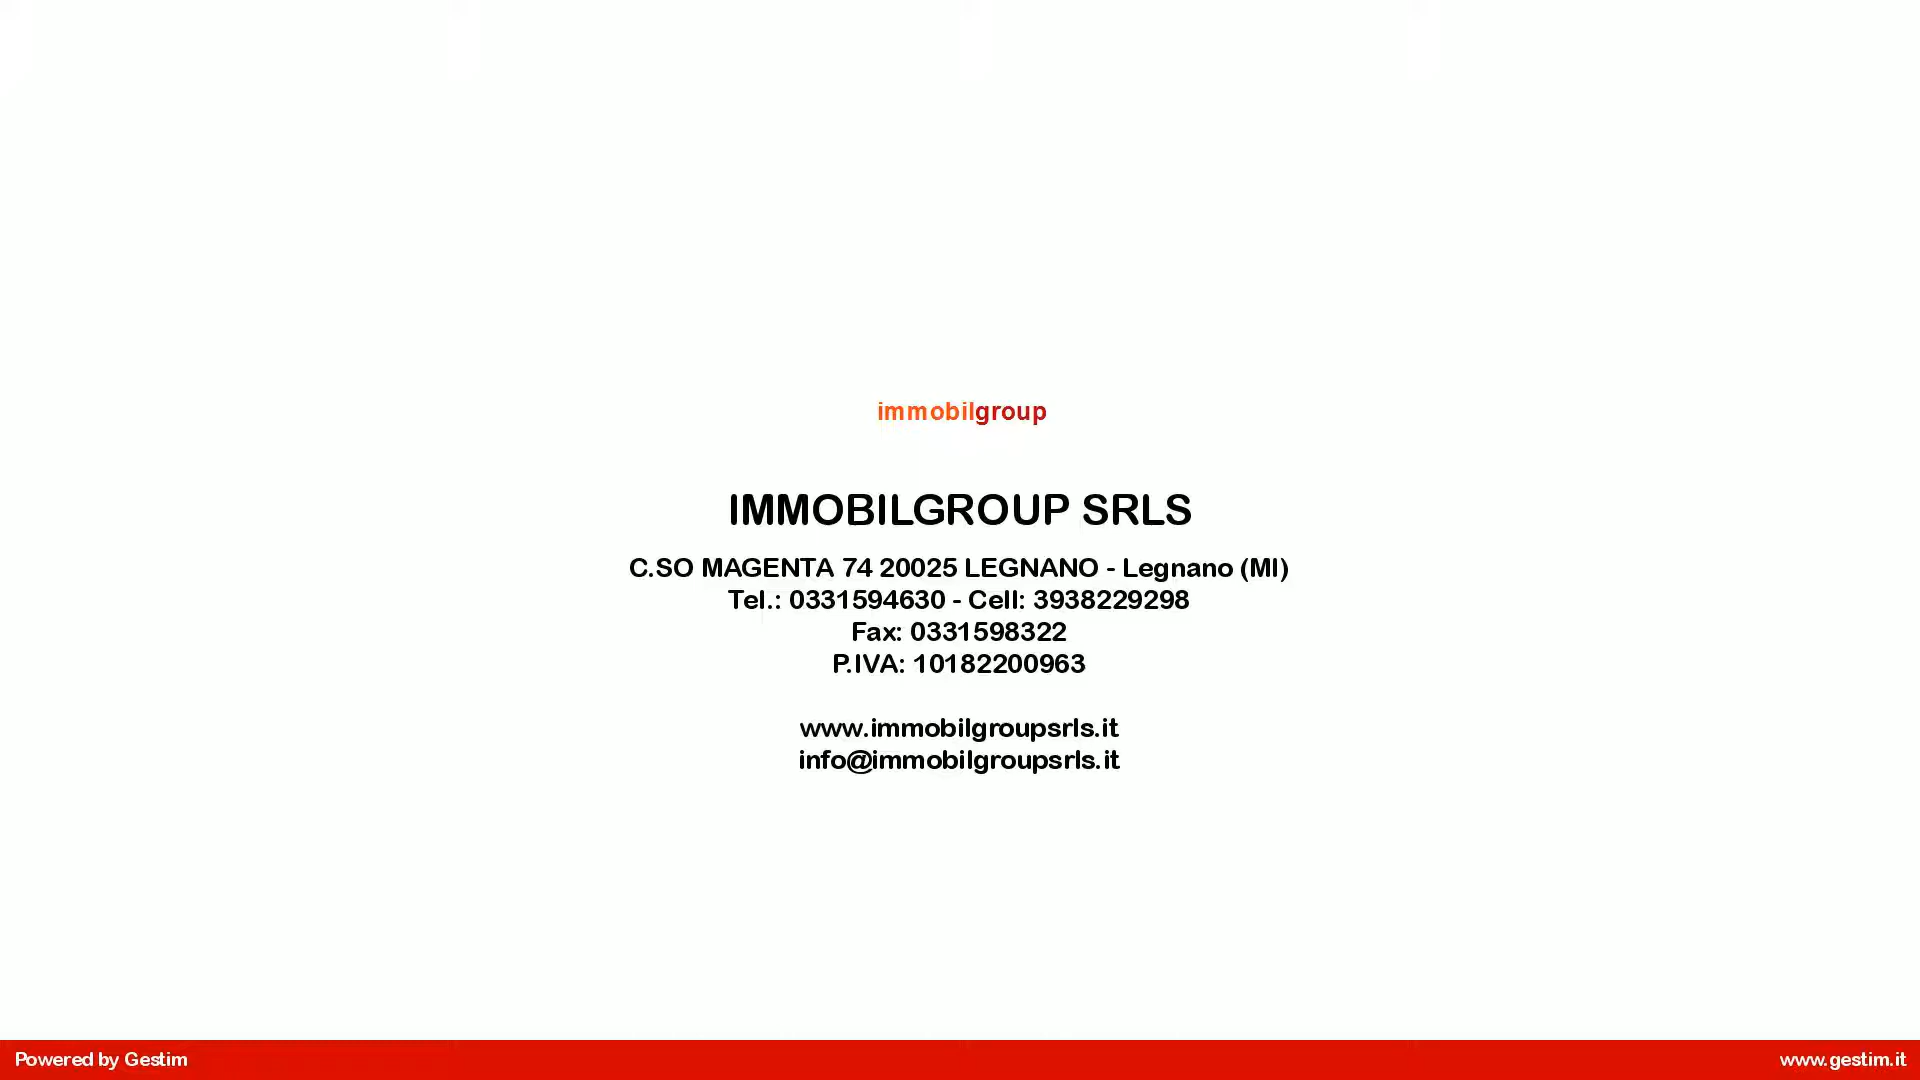 immobilgroup
IMMOBILGROUP SRLS
C.SO MAGENTA 74 20025 LEGNANO - Legnano (MI)
Tel.: 0331594630 - Cell: 3938229298
Fax: 0331598322
P.IVA: 10182200963
www.immobilgroupsrls.it
info@immobilgroupsrls.it
Powered by Gestim
www.gestim.it